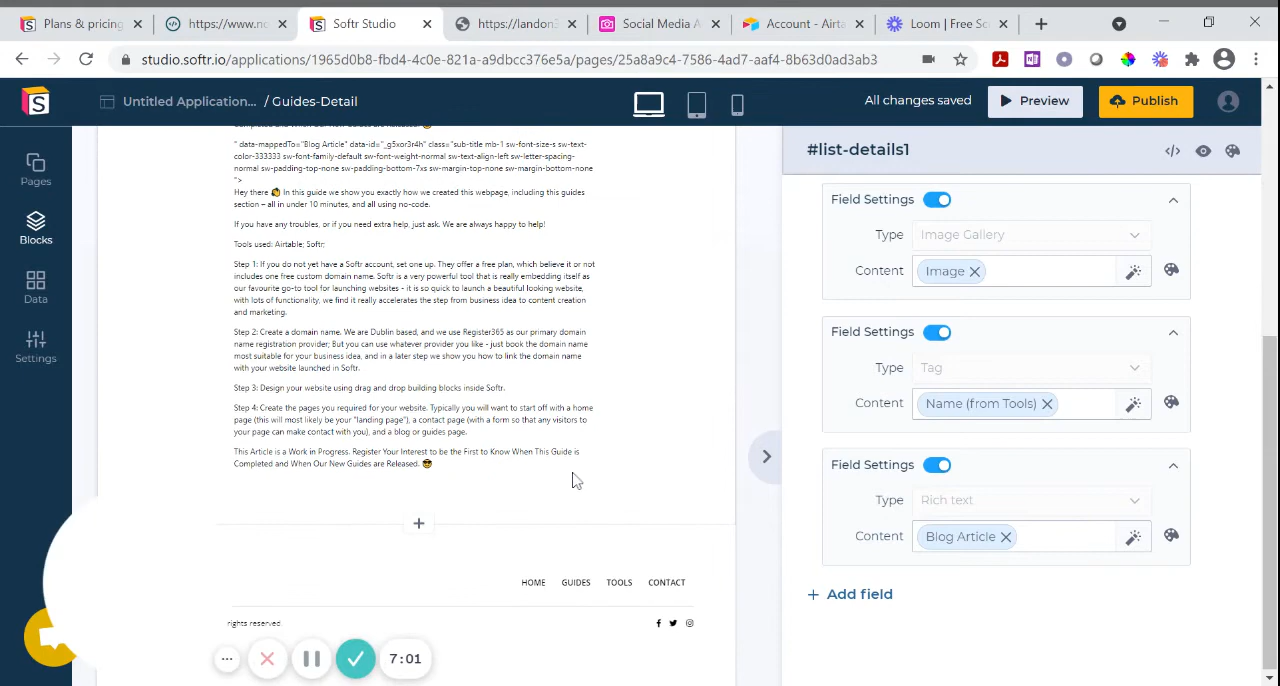 Plans & pricing
https://www.no
Softr Studio
https://landon3
Social Media A
Account - Airta
Loom | Free Sc
studio.softr.io/applications/1965d0b8-fbd4-4c0e-821a-a9dbcc376e5a/pages/25a8a9c4-7586-4ad7-aaf4-8b63d0ad3ab3
S
Untitled Application... / Guides-Detail
All changes saved
Preview
Publish
Pages
Blocks
Data
Settings
" data-mappedTo="Blog Article" data-id="_g5xor3r4h" class="sub-title mb-1 sw-font-size-s sw-text-
color-333333 sw-font-family-default sw-font-weight-normal sw-text-align-left sw-letter-spacing-
normal sw-padding-top-none sw-padding-bottom-7xs sw-margin-top-none sw-margin-bottom-none
">
Hey there 👋 In this guide we show you exactly how we created this webpage, including this guides
section – all in under 10 minutes, and all using no-code.
If you have any troubles, or if you need extra help, just ask. We are always happy to help!
Tools used: Airtable; Softr;
Step 1: If you do not yet have a Softr account, set one up. They offer a free plan, which believe it or not
includes one free custom domain name. Softr is a very powerful tool that is really embedding itself as
our favourite go-to tool for launching websites - it is so quick to launch a beautiful looking website,
with lots of functionality, we find it really accelerates the step from business idea to content creation
and marketing.
Step 2: Create a domain name. We are Dublin based, and we use Register365 as our primary domain
name registration provider; But you can use whatever provider you like - just book the domain name
most suitable for your business idea, and in a later step we show you how to link the domain name
with your website launched in Softr.
Step 3: Design your website using drag and drop building blocks inside Softr.
Step 4: Create the pages you required for your website. Typically you will want to start off with a home
page (this will most likely be your "landing page"), a contact page (with a form so that any visitors to
your page can make contact with you), and a blog or guides page.
This Article is a Work in Progress. Register Your Interest to be the First to Know When This Guide is
Completed and When Our New Guides are Released. 😎
HOME GUIDES TOOLS CONTACT
rights reserved
7:01
#list-details1
Field Settings
Type Image Gallery
Content Image
Field Settings
Type Tag
Content Name (from Tools)
Field Settings
Type Rich text
Content Blog Article
+ Add field